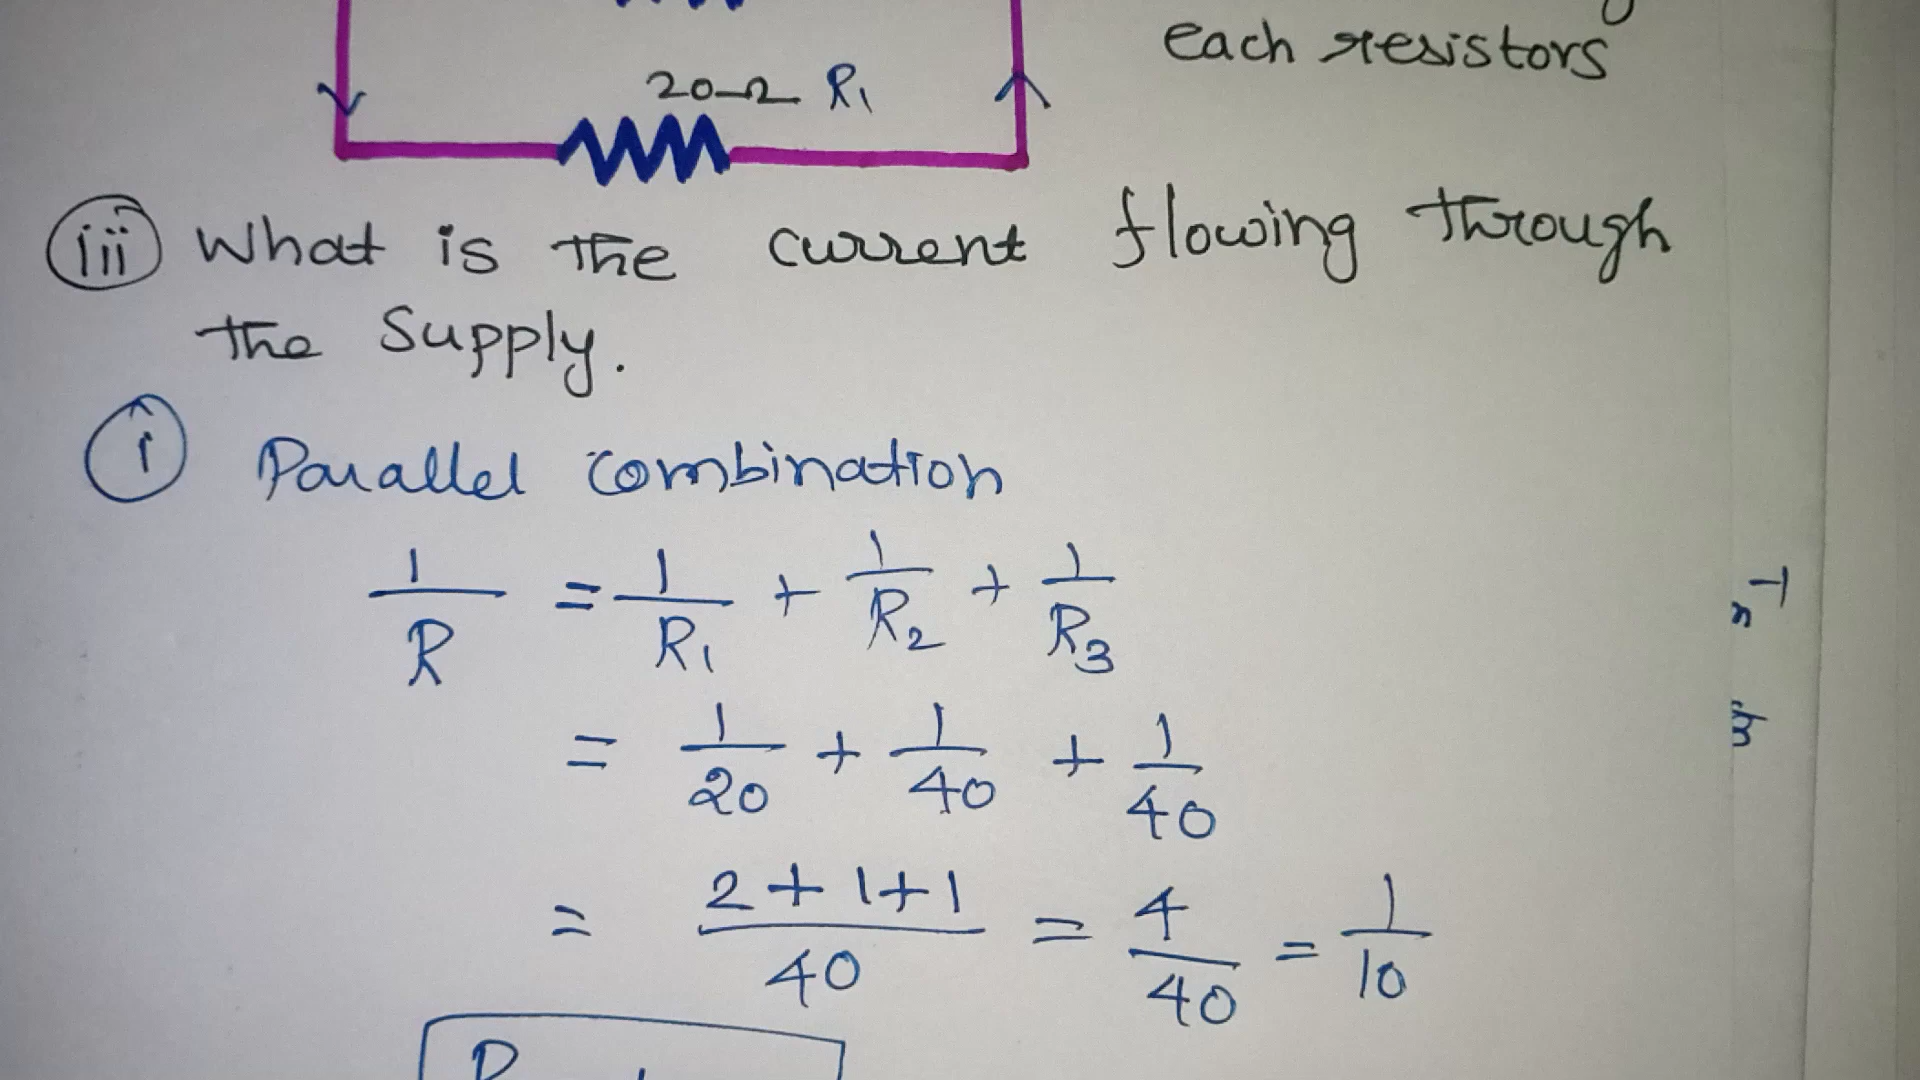 each resistors
20Ω R₁
(iii) What is the current flowing through
the Supply.
(i) Parallel combination
1/R = 1/R₁ + 1/R₂ + 1/R₃
= 1/20 + 1/40 + 1/40
= 2+1+1/40 = 4/40 = 1/10